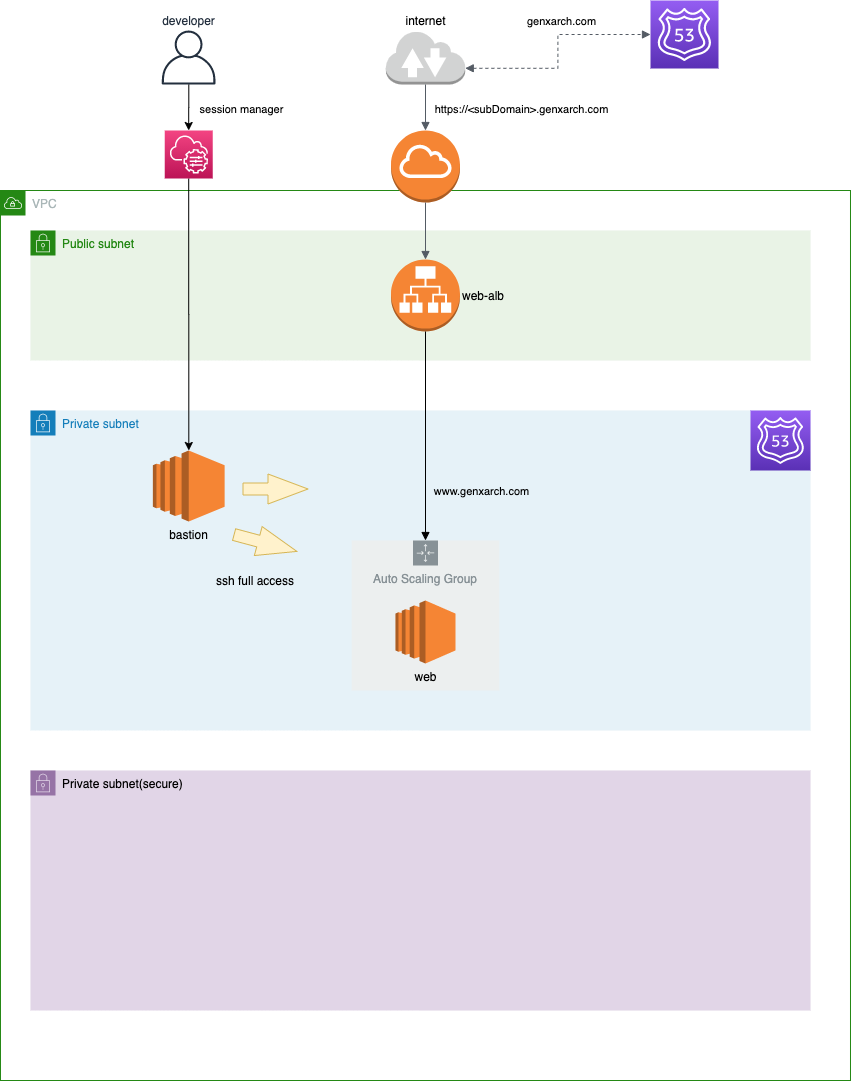 developer
internet
genxarch.com
53
session manager
https://<subDomain>.genxarch.com
VPC
Public subnet
web-alb
Private subnet
53
www.genxarch.com
bastion
ssh full access
Auto Scaling Group
web
Private subnet(secure)